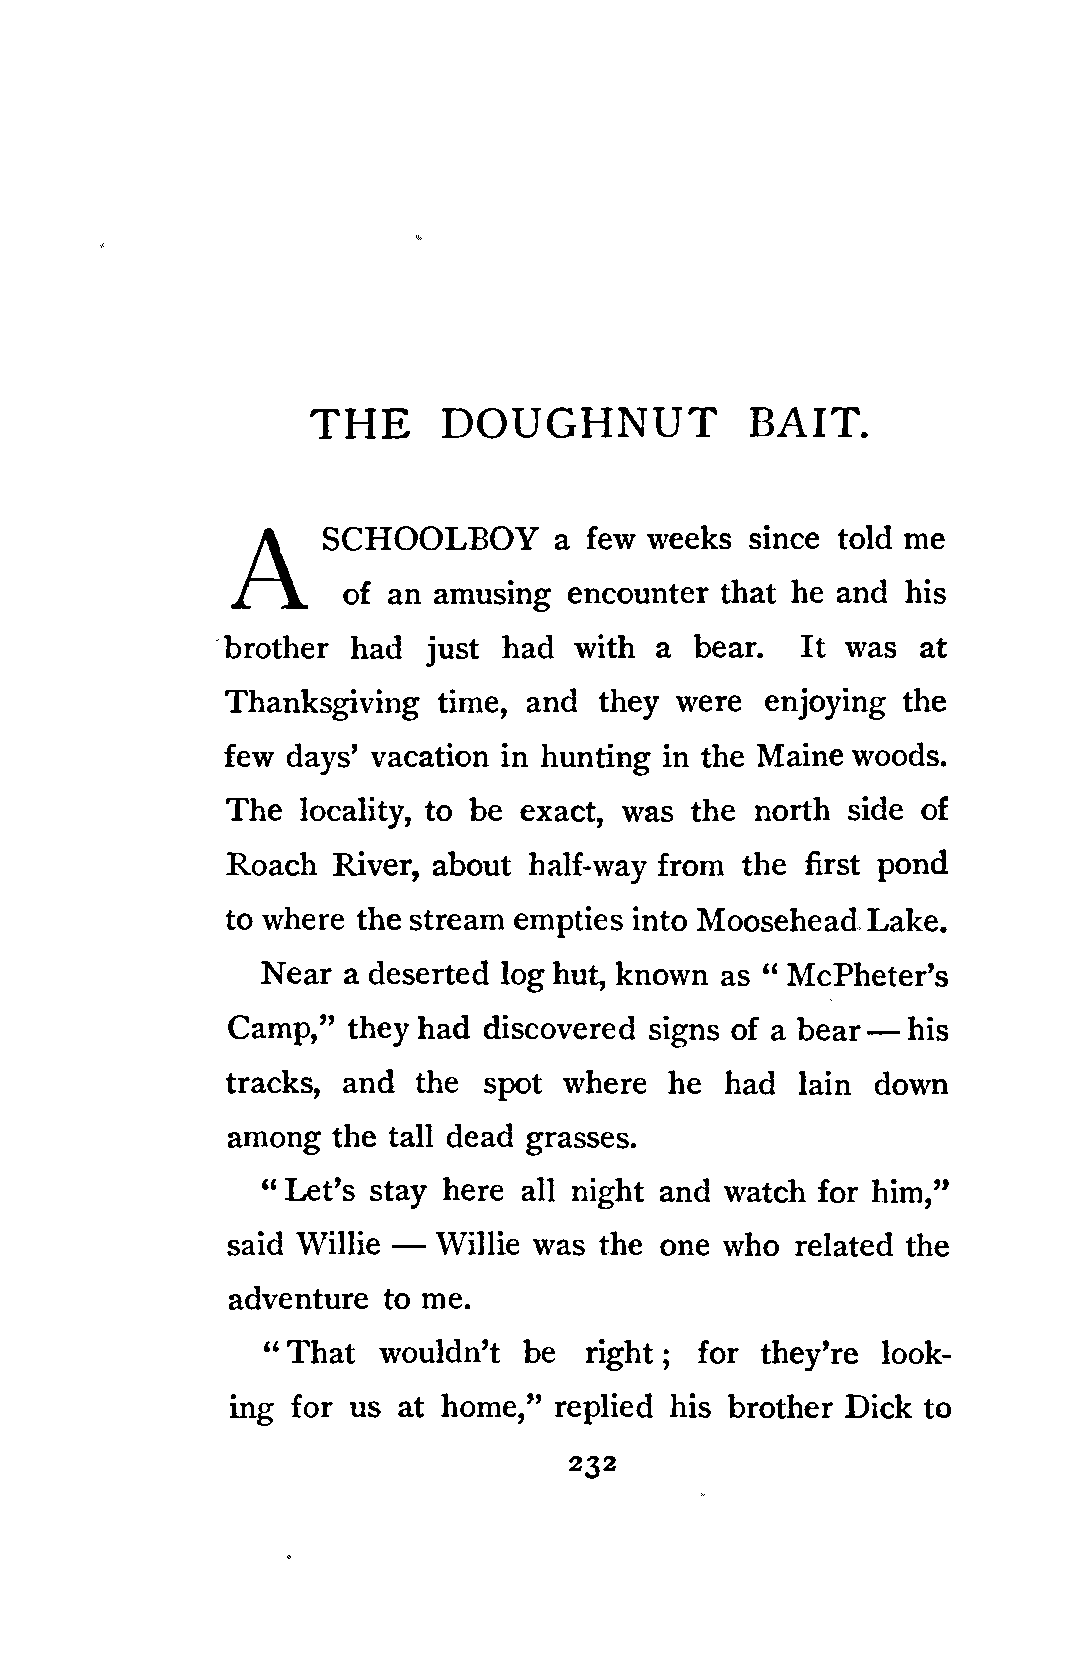 THE DOUGHNUT BAIT.
A SCHOOLBOY a few weeks since told me
of an amusing encounter that he and his
brother had just had with a bear. It was at
Thanksgiving time, and they were enjoying the
few days' vacation in hunting in the Maine woods.
The locality, to be exact, was the north side of
Roach River, about half-way from the first pond
to where the stream empties into Moosehead Lake.
Near a deserted log hut, known as " McPheter's
Camp," they had discovered signs of a bear — his
tracks, and the spot where he had lain down
among the tall dead grasses.
" Let's stay here all night and watch for him,"
said Willie — Willie was the one who related the
adventure to me.
" That wouldn't be right ; for they're look-
ing for us at home," replied his brother Dick to
232